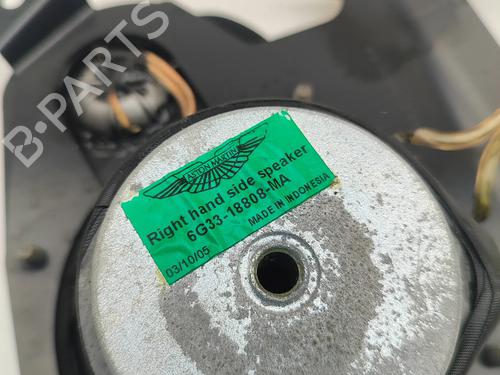 B-PARTS
ASTON MARTIN
Right hand side speaker
6G33-18808-MA
03/10/05 MADE IN INDONESIA